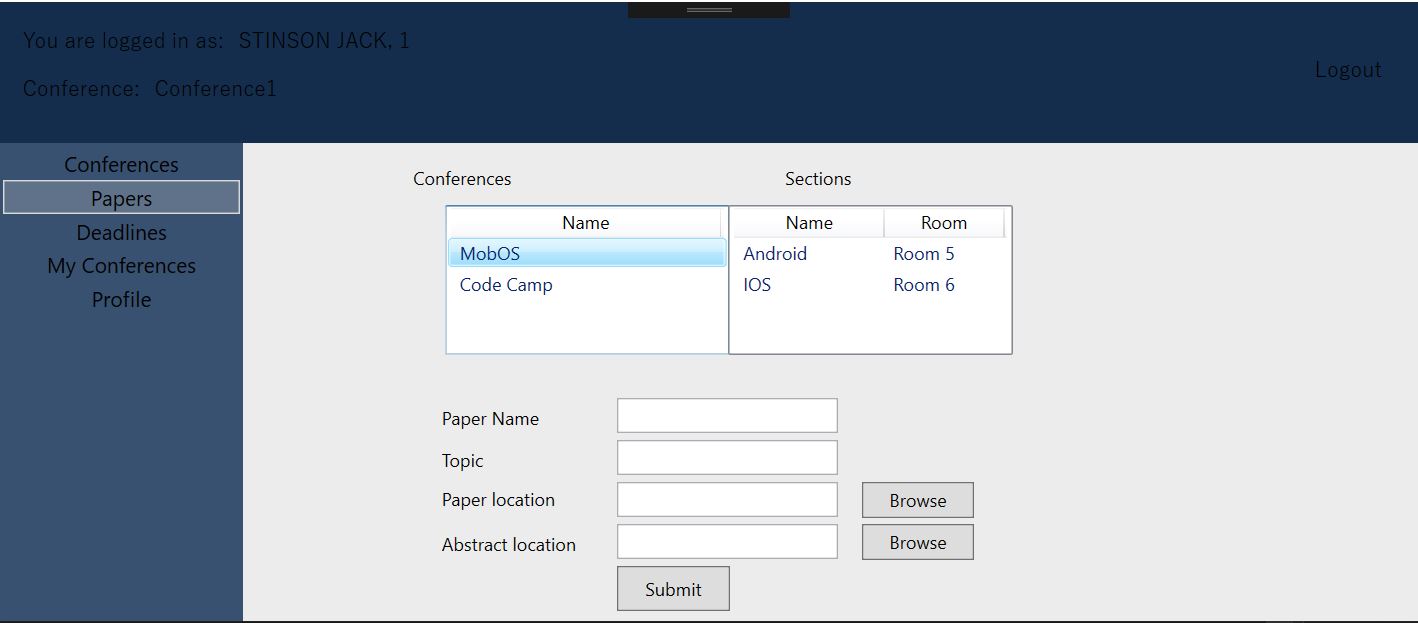 You are logged in as: STINSON JACK, 1
Logout
Conference: Conference1
Conferences
Papers
Deadlines
My Conferences
Profile
Conferences Sections
Name Name Room
MobOS Android Room 5
Code Camp IOS Room 6
Paper Name
Topic
Paper location Browse
Abstract location Browse
Submit